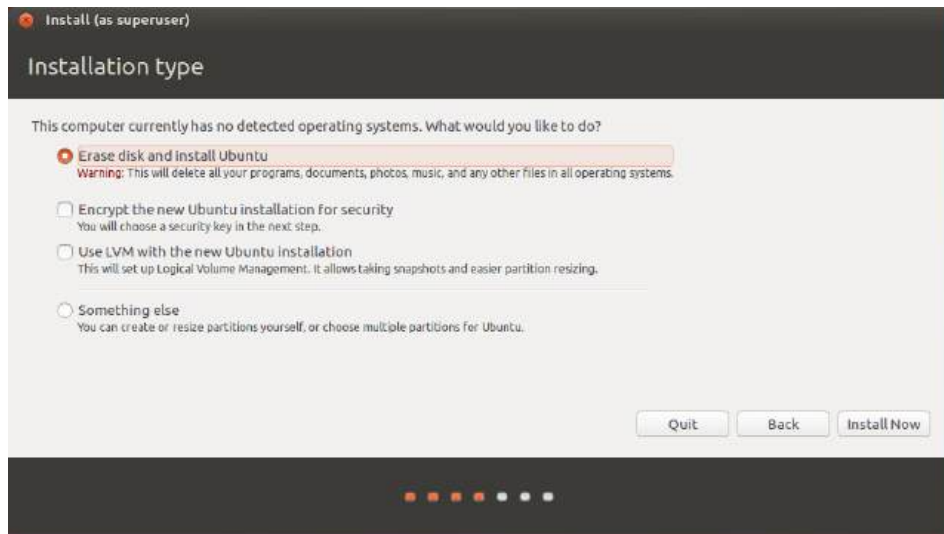 Install (as superuser)
Installation type
This computer currently has no detected operating systems. What would you like to do?
Erase disk and install Ubuntu
Warning: This will delete all your programs, documents, photos, music, and any other files in all operating systems.
Encrypt the new Ubuntu installation for security
You will choose a security key in the next step.
Use LVM with the new Ubuntu installation
This will set up Logical Volume Management. It allows taking snapshots and easier partition resizing.
Something else
You can create or resize partitions yourself, or choose multiple partitions for Ubuntu.
Quit Back Install Now